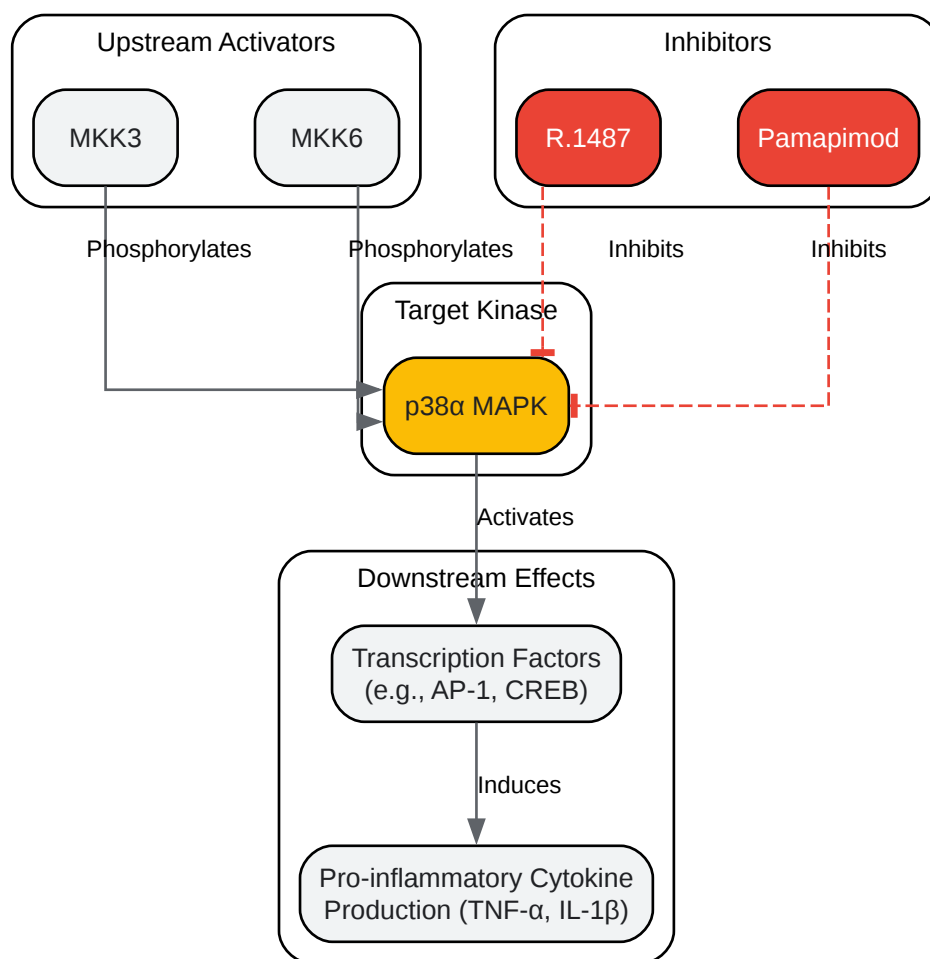 Upstream Activators
Inhibitors
MKK3
MKK6
R.1487
Pamapimod
Phosphorylates
Phosphorylates
Inhibits
Inhibits
Target Kinase
p38α MAPK
Activates
Downstream Effects
Transcription Factors
(e.g., AP-1, CREB)
Induces
Pro-inflammatory Cytokine
Production (TNF-α, IL-1β)